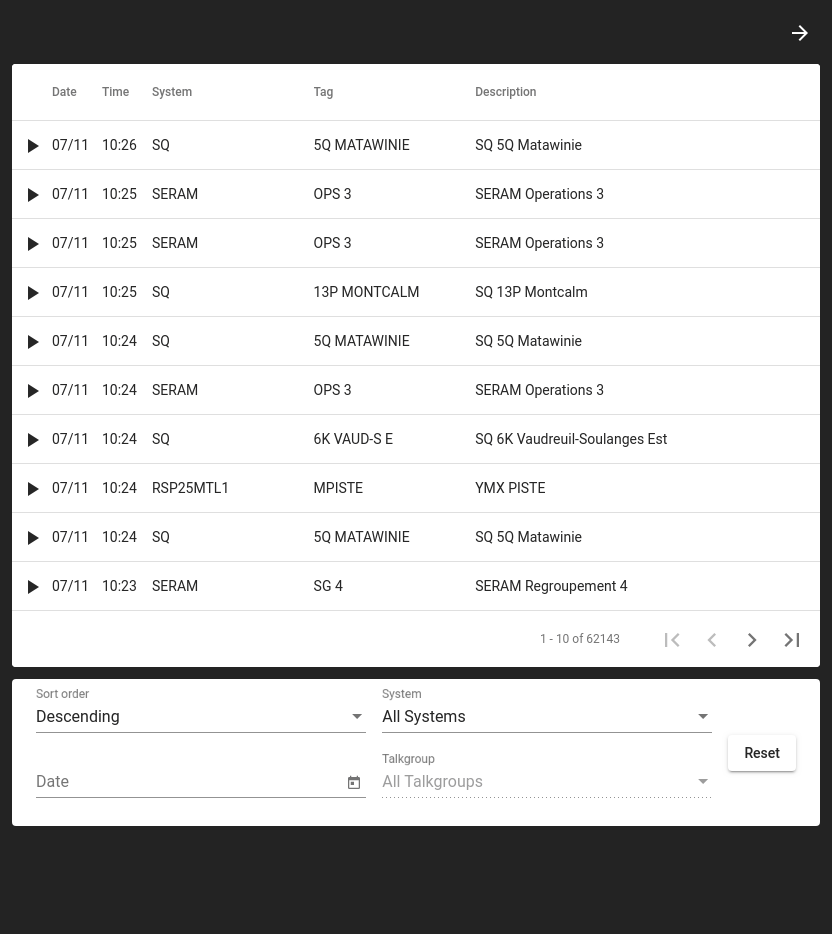 Date Time System Tag Description
07/11 10:26 SQ 5Q MATAWINIE SQ 5Q Matawinie
07/11 10:25 SERAM OPS 3 SERAM Operations 3
07/11 10:25 SERAM OPS 3 SERAM Operations 3
07/11 10:25 SQ 13P MONTCALM SQ 13P Montcalm
07/11 10:24 SQ 5Q MATAWINIE SQ 5Q Matawinie
07/11 10:24 SERAM OPS 3 SERAM Operations 3
07/11 10:24 SQ 6K VAUD-S E SQ 6K Vaudreuil-Soulanges Est
07/11 10:24 RSP25MTL1 MPISTE YMX PISTE
07/11 10:24 SQ 5Q MATAWINIE SQ 5Q Matawinie
07/11 10:23 SERAM SG 4 SERAM Regroupement 4
1 - 10 of 62143
Sort order System
Descending All Systems
Reset
Talkgroup
Date All Talkgroups